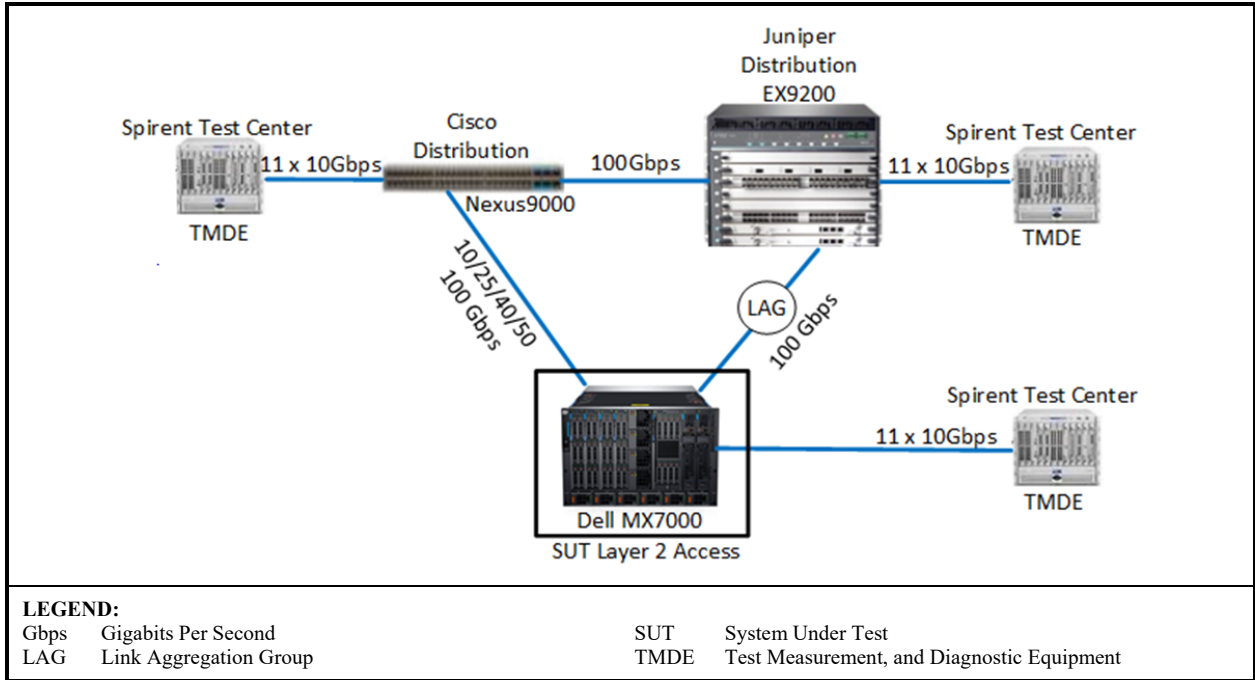 Juniper
Distribution
EX9200
Spirent Test Center
Cisco
Distribution
Spirent Test Center
11 x 10Gbps
100Gbps
11 x 10Gbps
Nexus9000
TMDE
TMDE
10/25/40/50
100 Gbps
LAG
100 Gbps
Spirent Test Center
11 x 10Gbps
TMDE
Dell MX7000
SUT Layer 2 Access
LEGEND:
Gbps Gigabits Per Second
SUT System Under Test
LAG Link Aggregation Group
TMDE Test Measurement, and Diagnostic Equipment